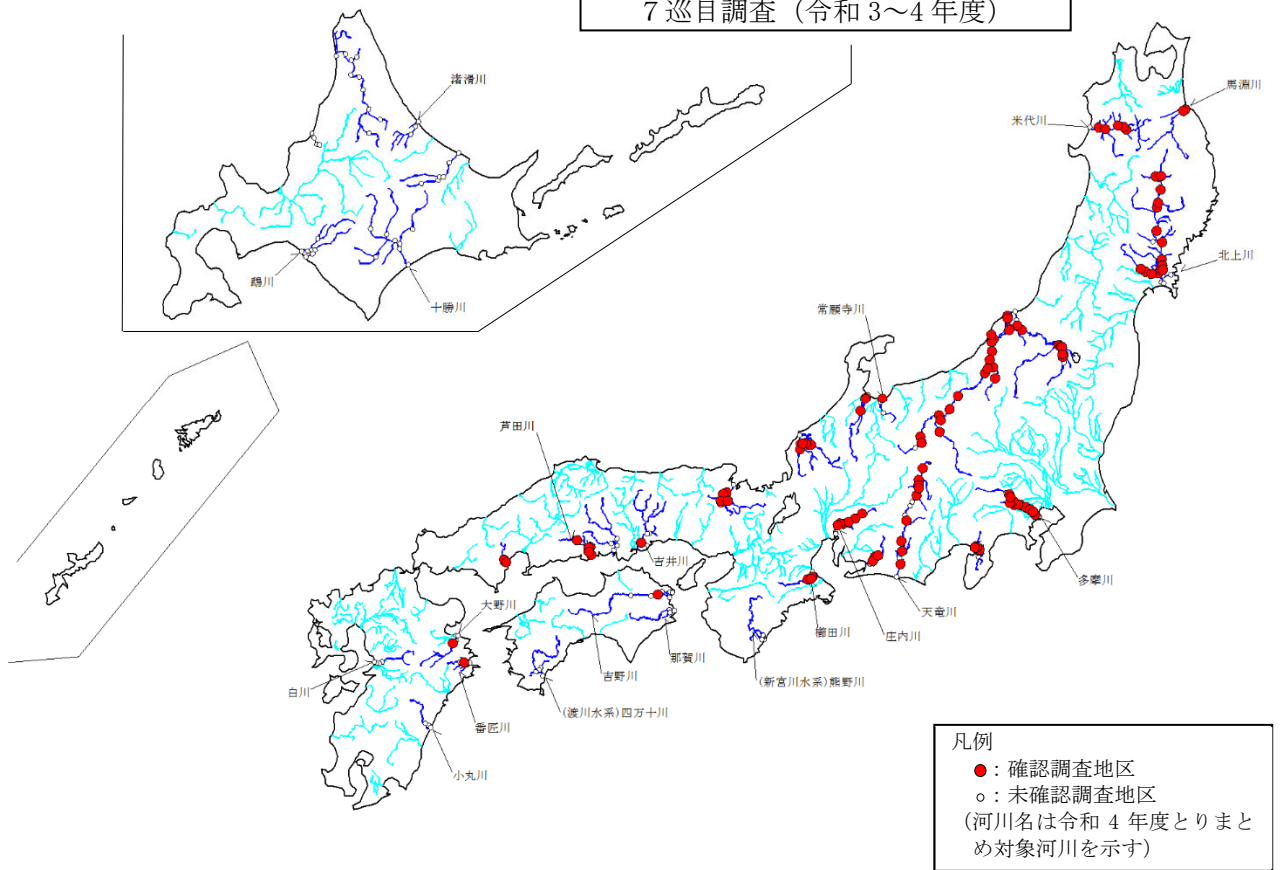 7巡目調査（令和3～4年度）
渚滑川
馬淵川
米代川
北上川
鵡川
十勝川
常願寺川
芦田川
吉井川
多摩川
天竜川
大野川
櫛田川
庄内川
那賀川
白川
吉野川
(新宮川水系)熊野川
番匠川
(渡川水系)四万十川
小丸川
凡例
●：確認調査地区
○：未確認調査地区
(河川名は令和 4 年度とりまと
め対象河川を示す)